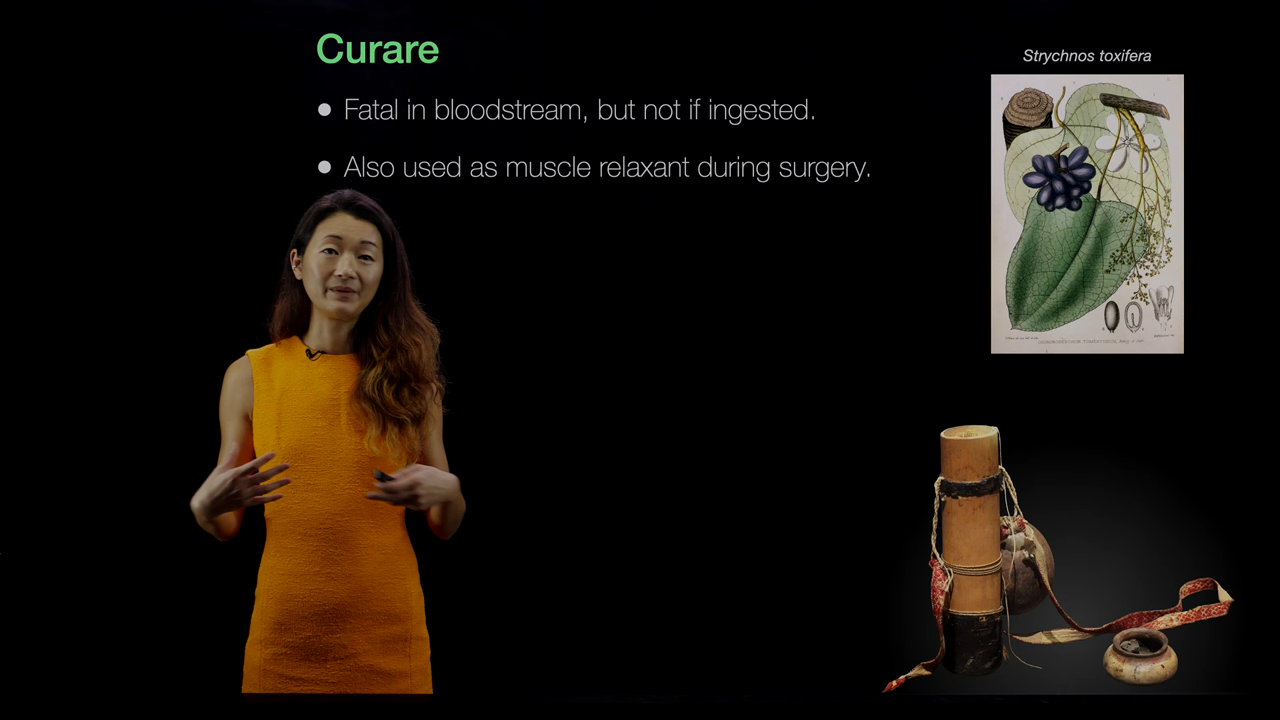 Curare
Strychnos toxifera
• Fatal in bloodstream, but not if ingested.
• Also used as muscle relaxant during surgery.